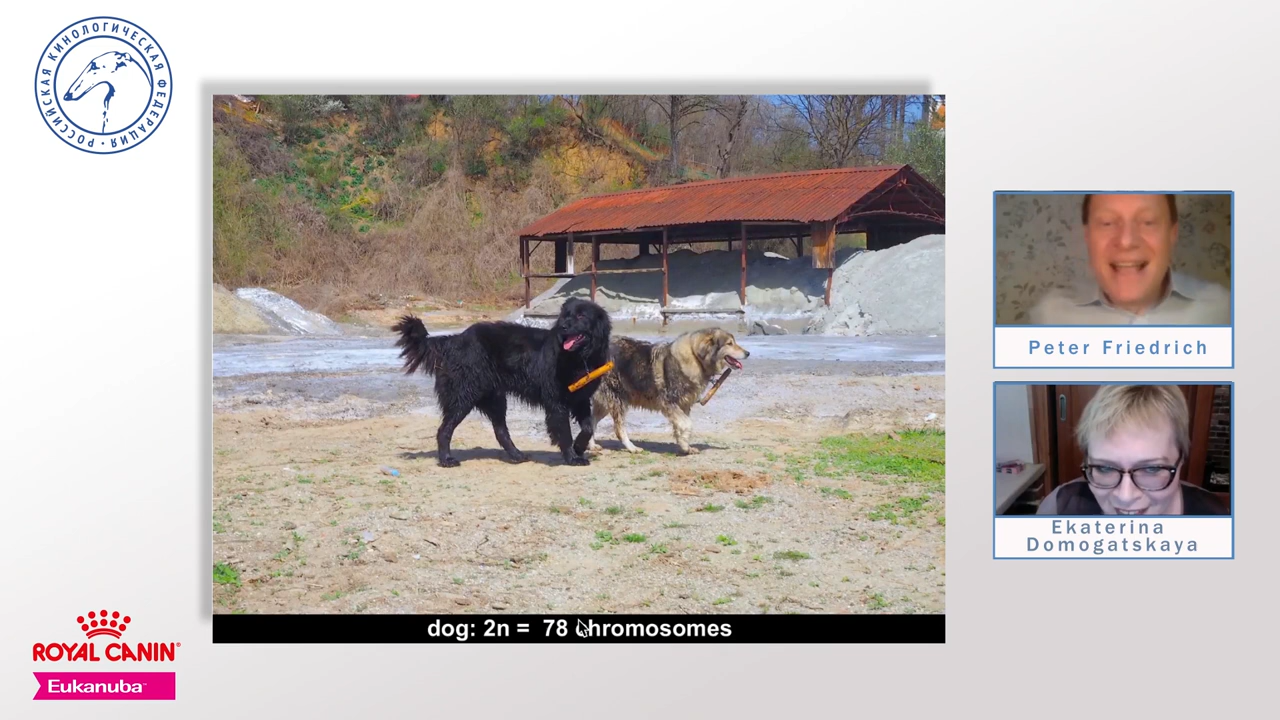 РОССИЙСКАЯ КИНОЛОГИЧЕСКАЯ ФЕДЕРАЦИЯ
Peter Friedrich
Ekaterina
Domogatskaya
dog: 2n = 78 chromosomes
ROYAL CANIN
Eukanuba